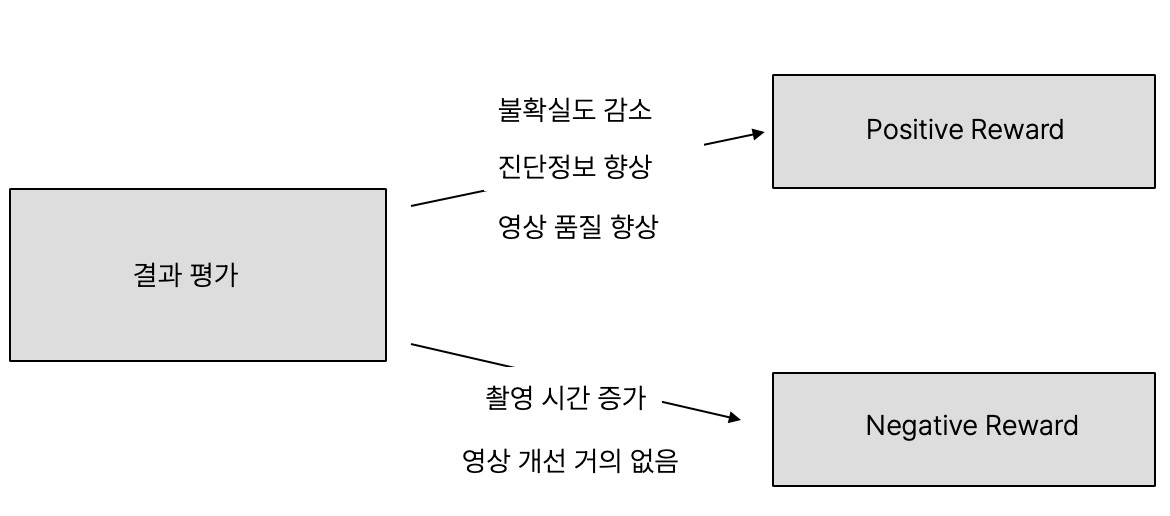 결과 평가
불확실도 감소
진단정보 향상
영상 품질 향상
Positive Reward
촬영 시간 증가
영상 개선 거의 없음
Negative Reward